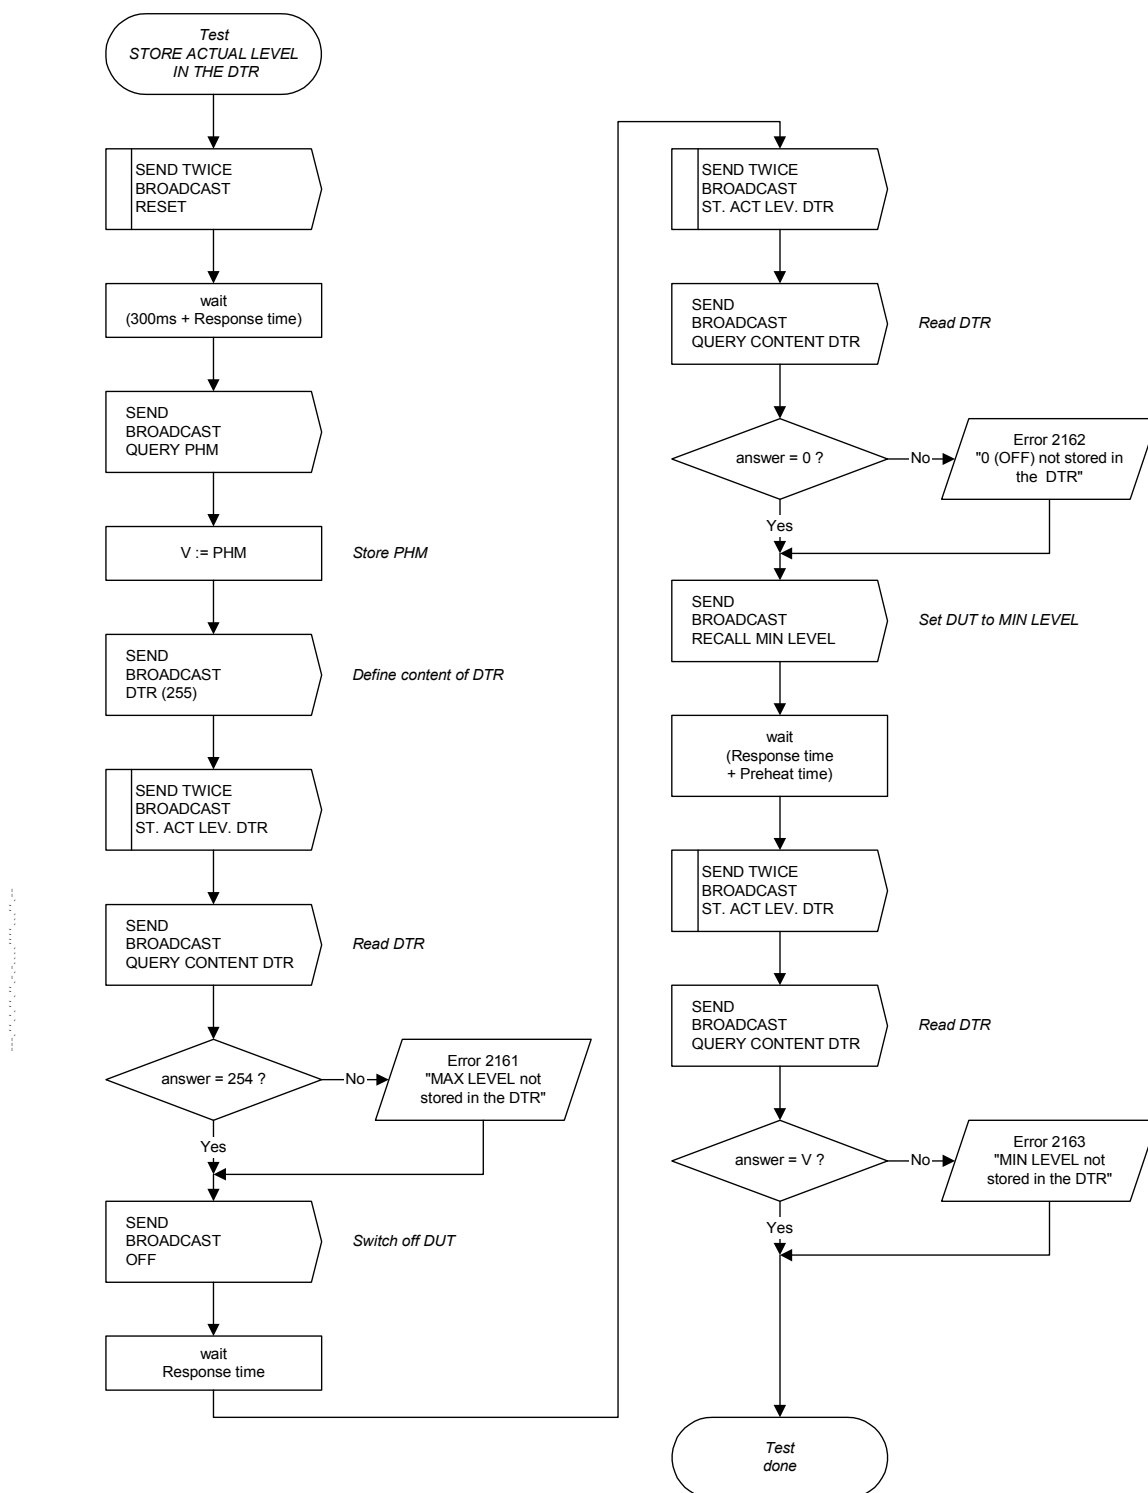 Test
STORE ACTUAL LEVEL
IN THE DTR
SEND TWICE
BROADCAST
RESET
wait
(300ms + Response time)
SEND
BROADCAST
QUERY PHM
V := PHM
Store PHM
SEND
BROADCAST
DTR (255)
Define content of DTR
SEND TWICE
BROADCAST
ST. ACT LEV. DTR
SEND
BROADCAST
QUERY CONTENT DTR
Read DTR
answer = 254 ?
No
Error 2161
"MAX LEVEL not
stored in the DTR"
Yes
SEND
BROADCAST
OFF
Switch off DUT
wait
Response time
SEND TWICE
BROADCAST
ST. ACT LEV. DTR
SEND
BROADCAST
QUERY CONTENT DTR
Read DTR
answer = 0 ?
No
Error 2162
"0 (OFF) not stored in
the DTR"
Yes
SEND
BROADCAST
RECALL MIN LEVEL
Set DUT to MIN LEVEL
wait
(Response time
+ Preheat time)
SEND TWICE
BROADCAST
ST. ACT LEV. DTR
SEND
BROADCAST
QUERY CONTENT DTR
Read DTR
answer = V ?
No
Error 2163
"MIN LEVEL not
stored in the DTR"
Yes
Test
done